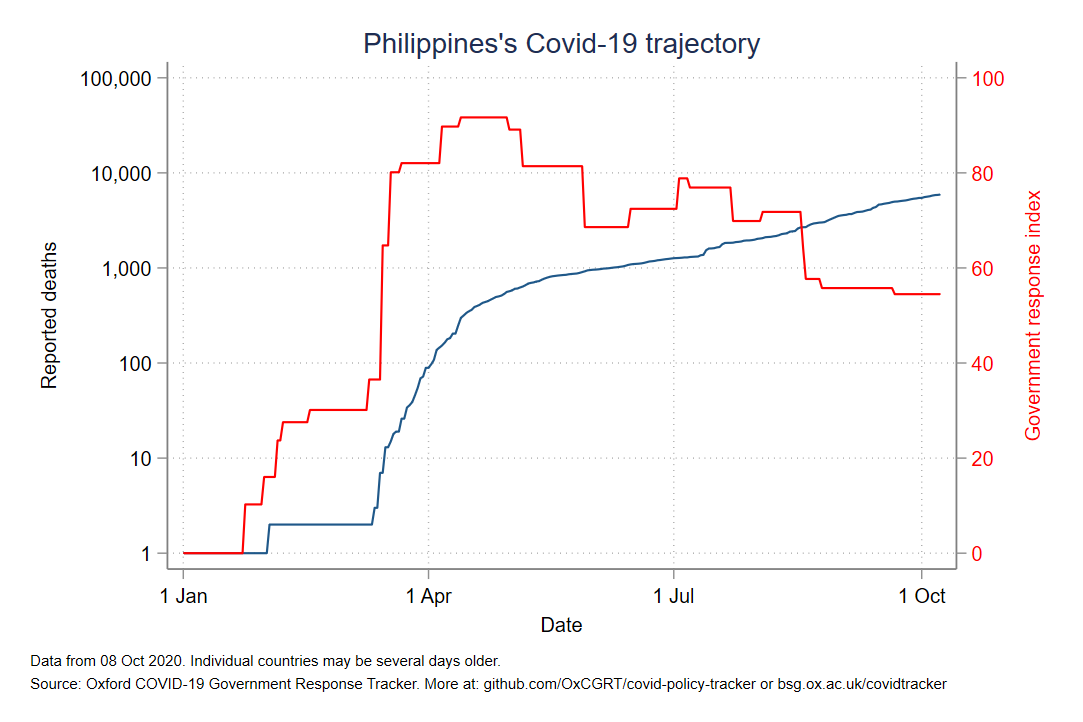 Philippines's Covid-19 trajectory
100,000
10,000
1,000
100
10
1
Reported deaths
100
80
60
40
20
0
Government response index
1 Jan
1 Apr
1 Jul
1 Oct
Date
Data from 08 Oct 2020. Individual countries may be several days older.
Source: Oxford COVID-19 Government Response Tracker. More at: github.com/OxCGRT/covid-policy-tracker or bsg.ox.ac.uk/covidtracker